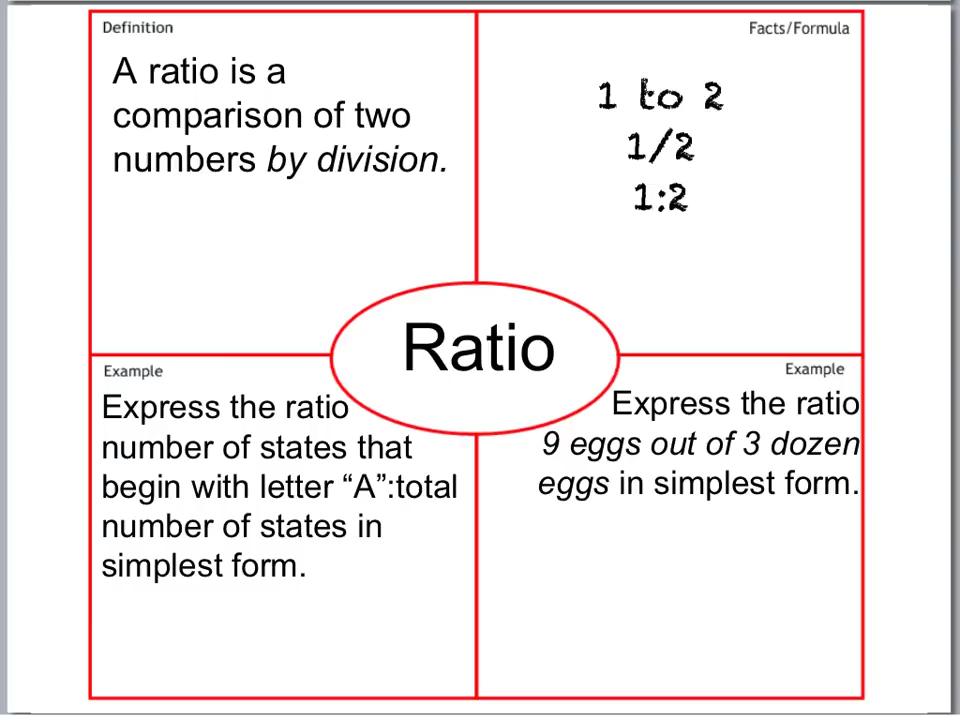 Definition
A ratio is a
comparison of two
numbers by division.
Facts/Formula
1 to 2
1/2
1:2
Ratio
Example
Express the ratio
number of states that
begin with letter “A”:total
number of states in
simplest form.
Example
Express the ratio
9 eggs out of 3 dozen
eggs in simplest form.